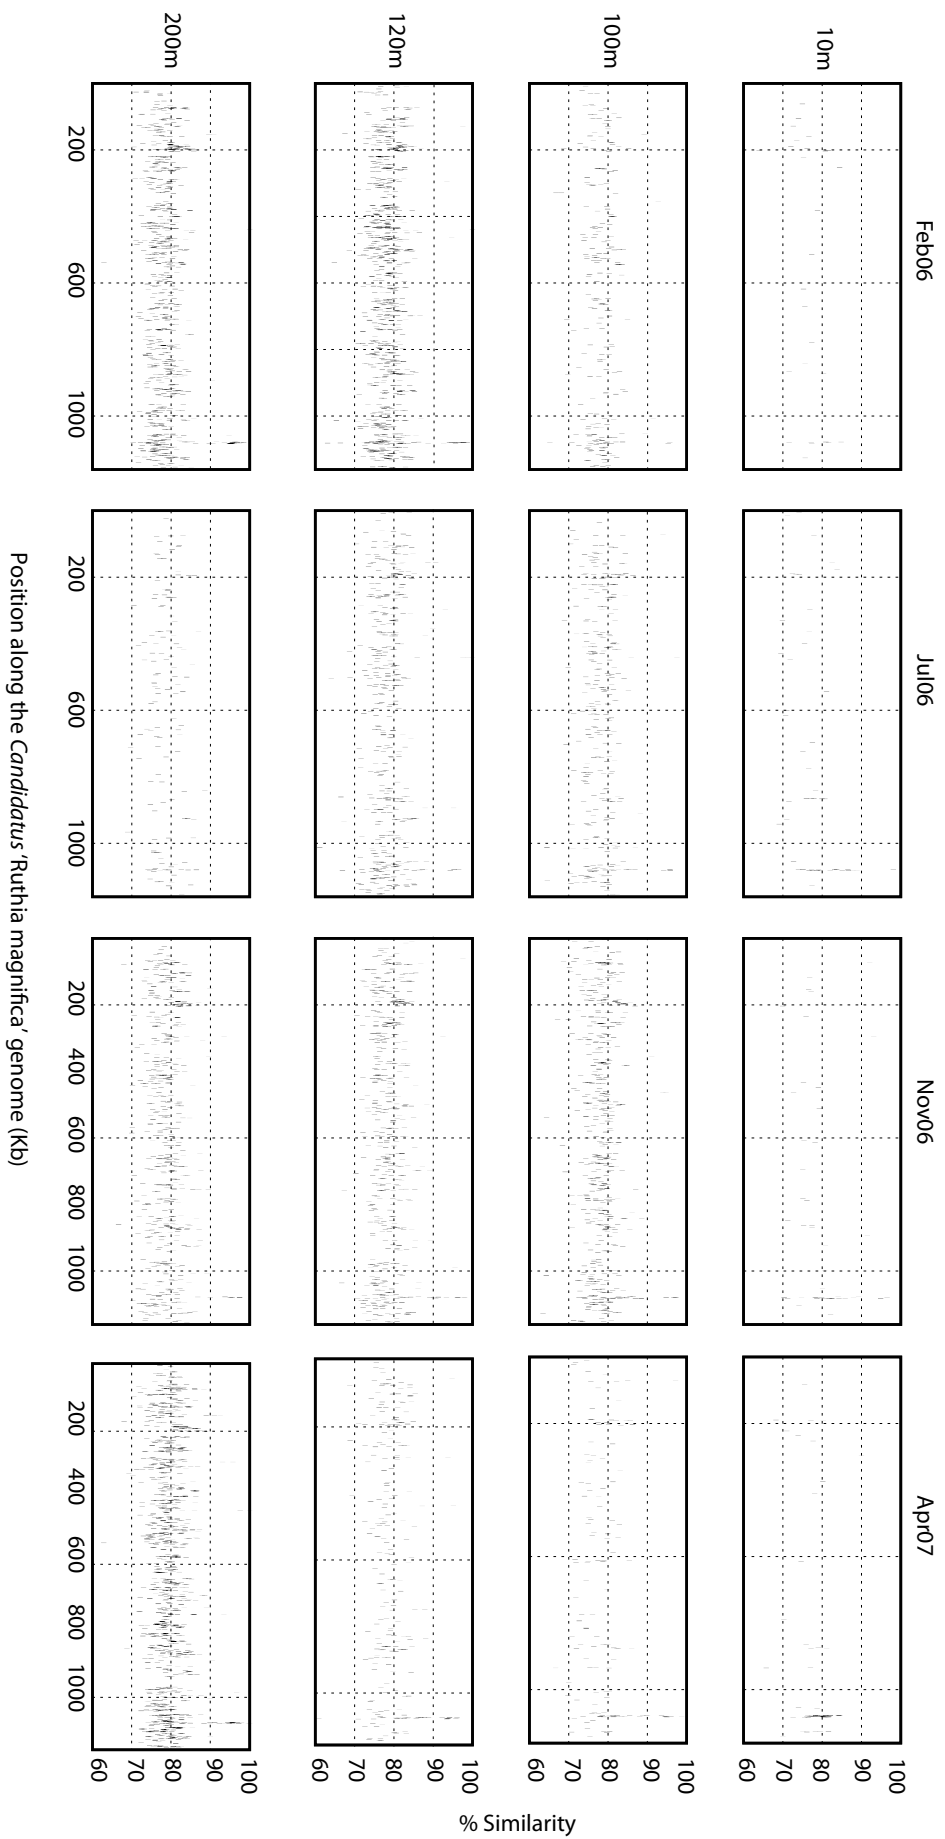 Feb06 Jul06 Nov06 Apr07
10m
100
90
80
70
60
100m
100
90
80
70
60
% Similarity
120m
100
90
80
70
60
200m
100
90
80
70
60
200 600 1000 200 600 1000 200 400 600 800 1000 200 400 600 800 1000
Position along the Candidatus ‘Ruthia magnifica’ genome (Kb)